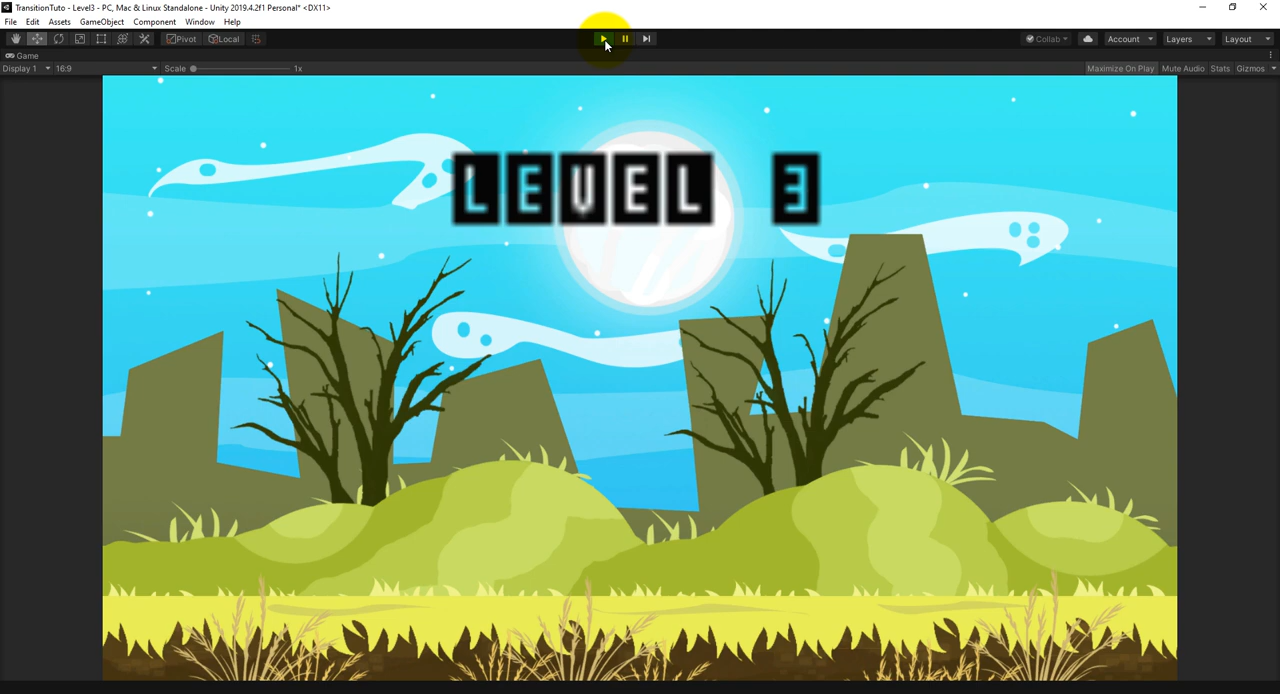 TransitionTuto - Level3 - PC, Mac & Linux Standalone - Unity 2019.4.2f1 Personal* <DX11>
File Edit Assets GameObject Component Window Help
Pivot Local Collab Account Layers Layout
Game
Display 1 16:9 Scale 1x Maximize On Play Mute Audio Stats Gizmos
LEVEL 3